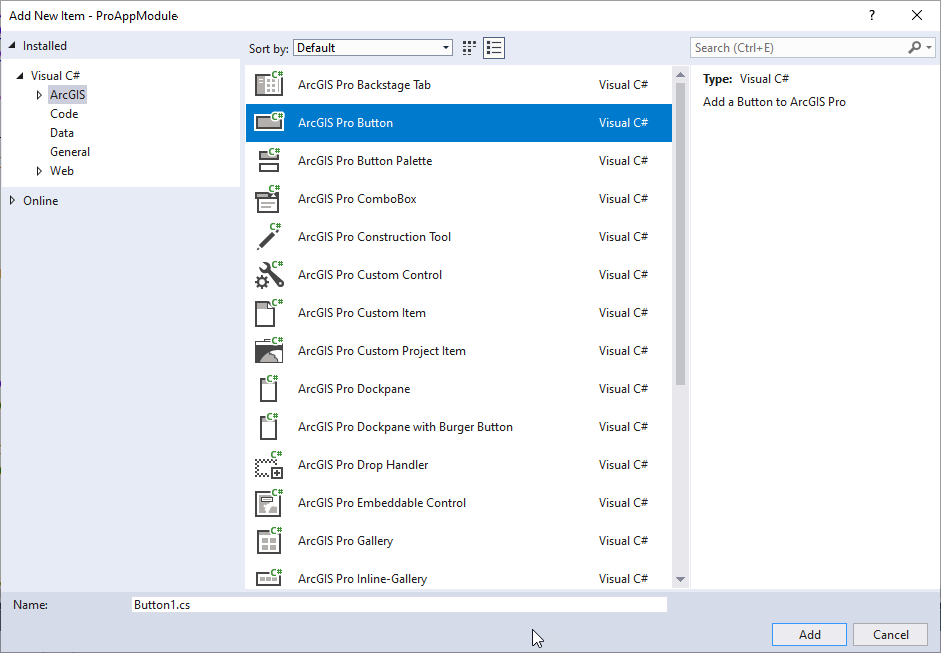 Add New Item - ProAppModule
?
Installed
Sort by: Default
Search (Ctrl+E)
Visual C#
ArcGIS
Code
Data
General
Web
Online
C# ArcGIS Pro Backstage Tab Visual C#
C# ArcGIS Pro Button Visual C#
C# ArcGIS Pro Button Palette Visual C#
C# ArcGIS Pro ComboBox Visual C#
C# ArcGIS Pro Construction Tool Visual C#
C# ArcGIS Pro Custom Control Visual C#
C# ArcGIS Pro Custom Item Visual C#
C# ArcGIS Pro Custom Project Item Visual C#
C# ArcGIS Pro Dockpane Visual C#
C# ArcGIS Pro Dockpane with Burger Button Visual C#
C# ArcGIS Pro Drop Handler Visual C#
C# ArcGIS Pro Embeddable Control Visual C#
C# ArcGIS Pro Gallery Visual C#
C# ArcGIS Pro Inline-Gallery Visual C#
Type: Visual C#
Add a Button to ArcGIS Pro
Name: Button1.cs
Add Cancel